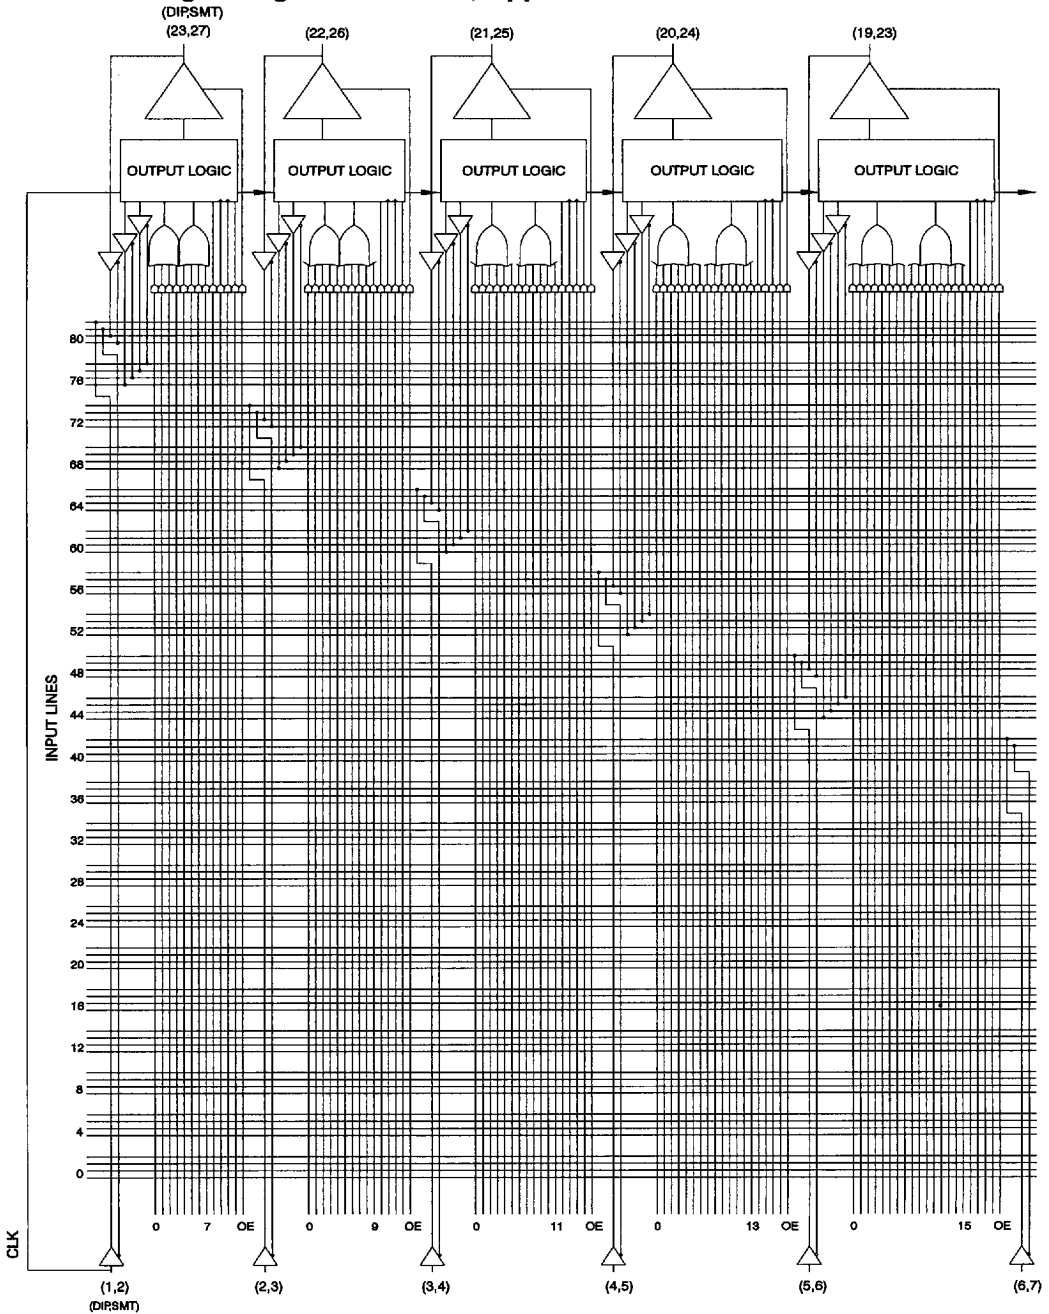 (DIP,SMT)
(23,27) (22,26) (21,25) (20,24) (19,23)
OUTPUT LOGIC OUTPUT LOGIC OUTPUT LOGIC OUTPUT LOGIC OUTPUT LOGIC
80
76
72
68
64
60
56
52
48
44
40
36
32
28
24
20
16
12
8
4
0
INPUT LINES
CLK
0 7 OE 0 9 OE 0 11 OE 0 13 OE 0 15 OE
(1,2) (2,3) (3,4) (4,5) (5,6) (6,7)
(DIP,SMT)